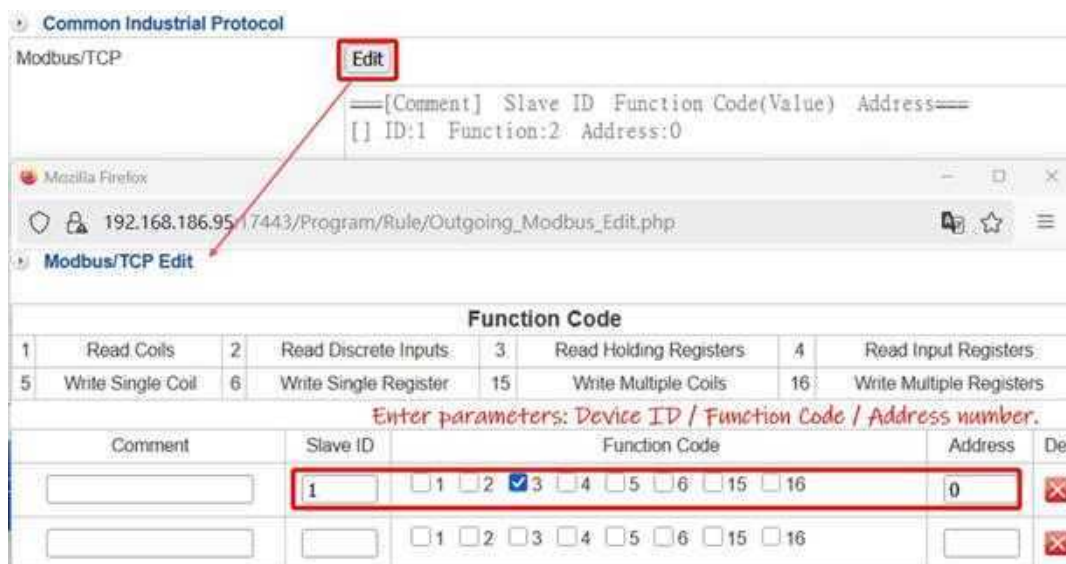 Common Industrial Protocol
Modbus/TCP Edit
===[Comment] Slave ID Function Code(Value) Address===
[] ID:1 Function:2 Address:0
Mozilla Firefox
192.168.186.95:17443/Program/Rule/Outgoing_Modbus_Edit.php
Modbus/TCP Edit
Function Code
1 Read Coils 2 Read Discrete Inputs 3 Read Holding Registers 4 Read Input Registers
5 Write Single Coil 6 Write Single Register 15 Write Multiple Coils 16 Write Multiple Registers
Enter parameters: Device ID / Function Code / Address number.
Comment Slave ID Function Code Address De
1 1 2 3 4 5 6 15 16 0
1 2 3 4 5 6 15 16